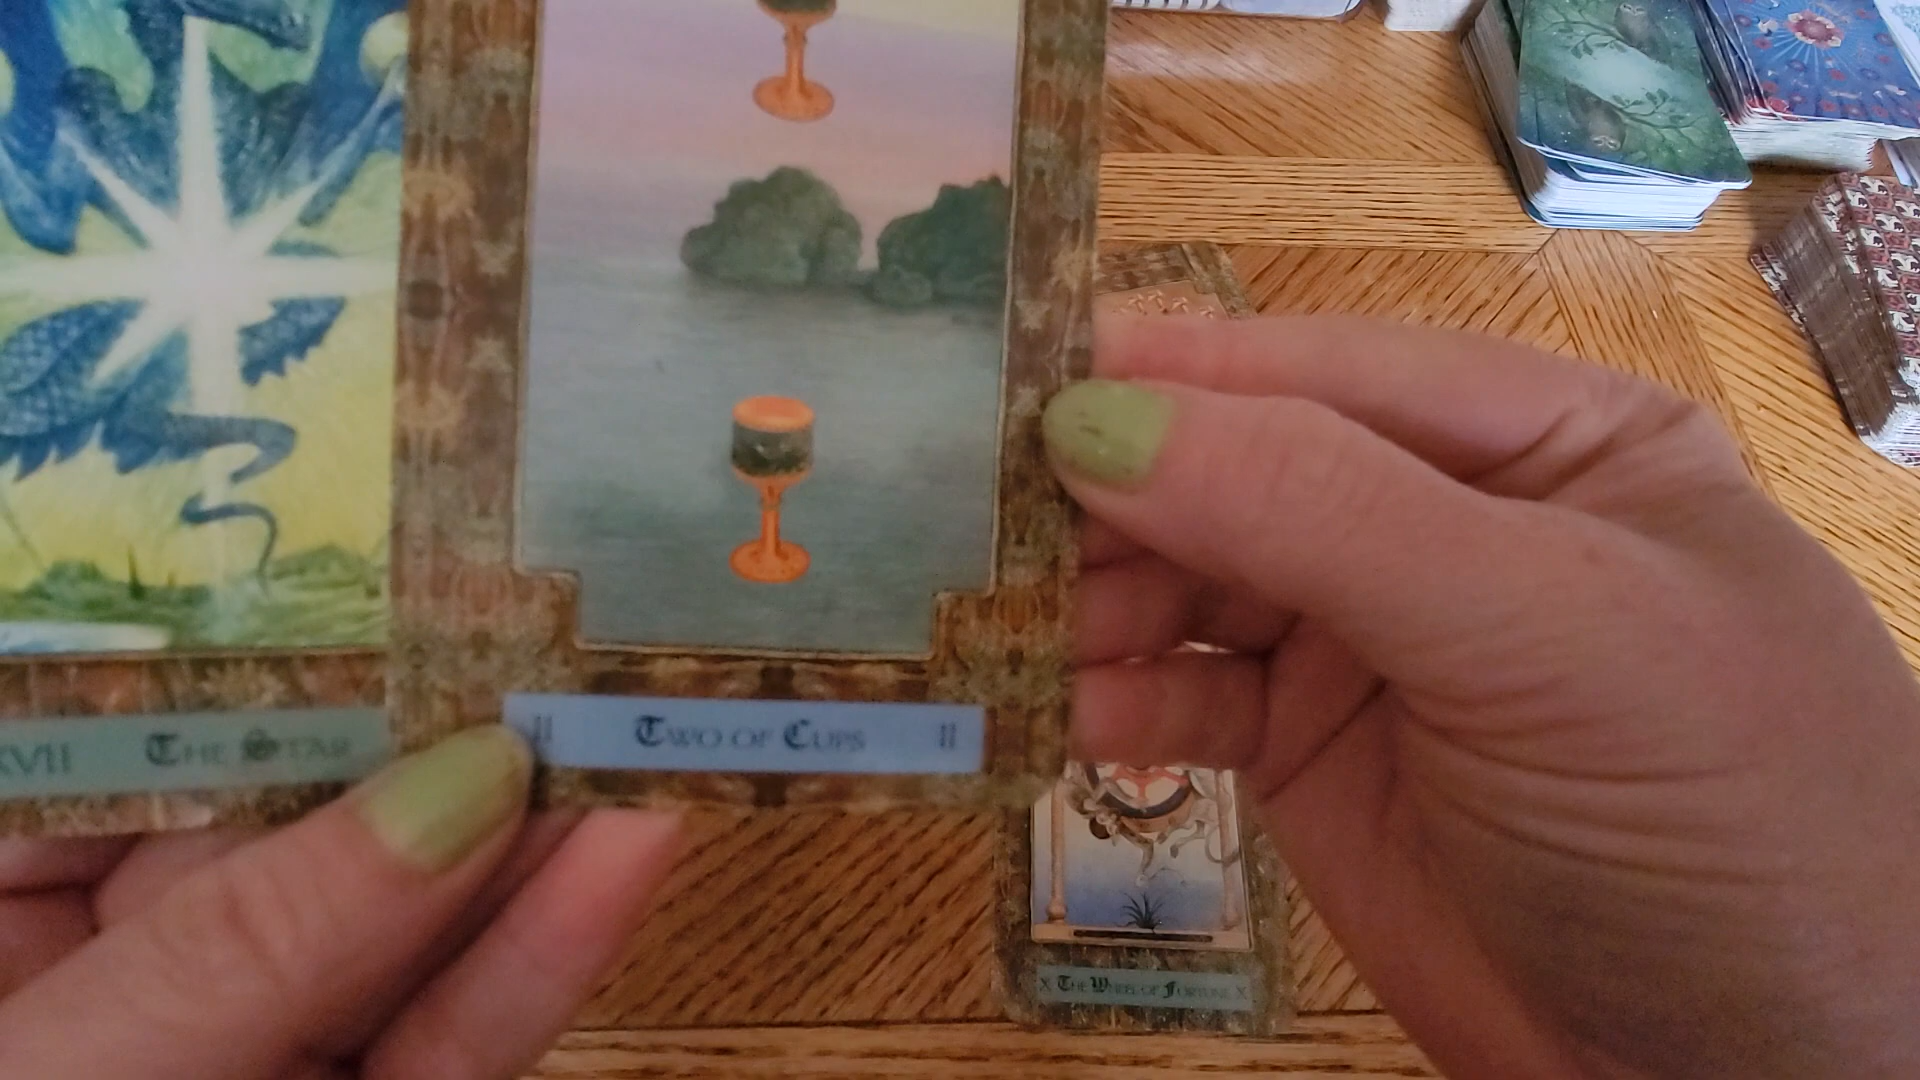 XVII THE STAR
II TWO OF CUPS II
X THE WHEEL OF FORTUNE X